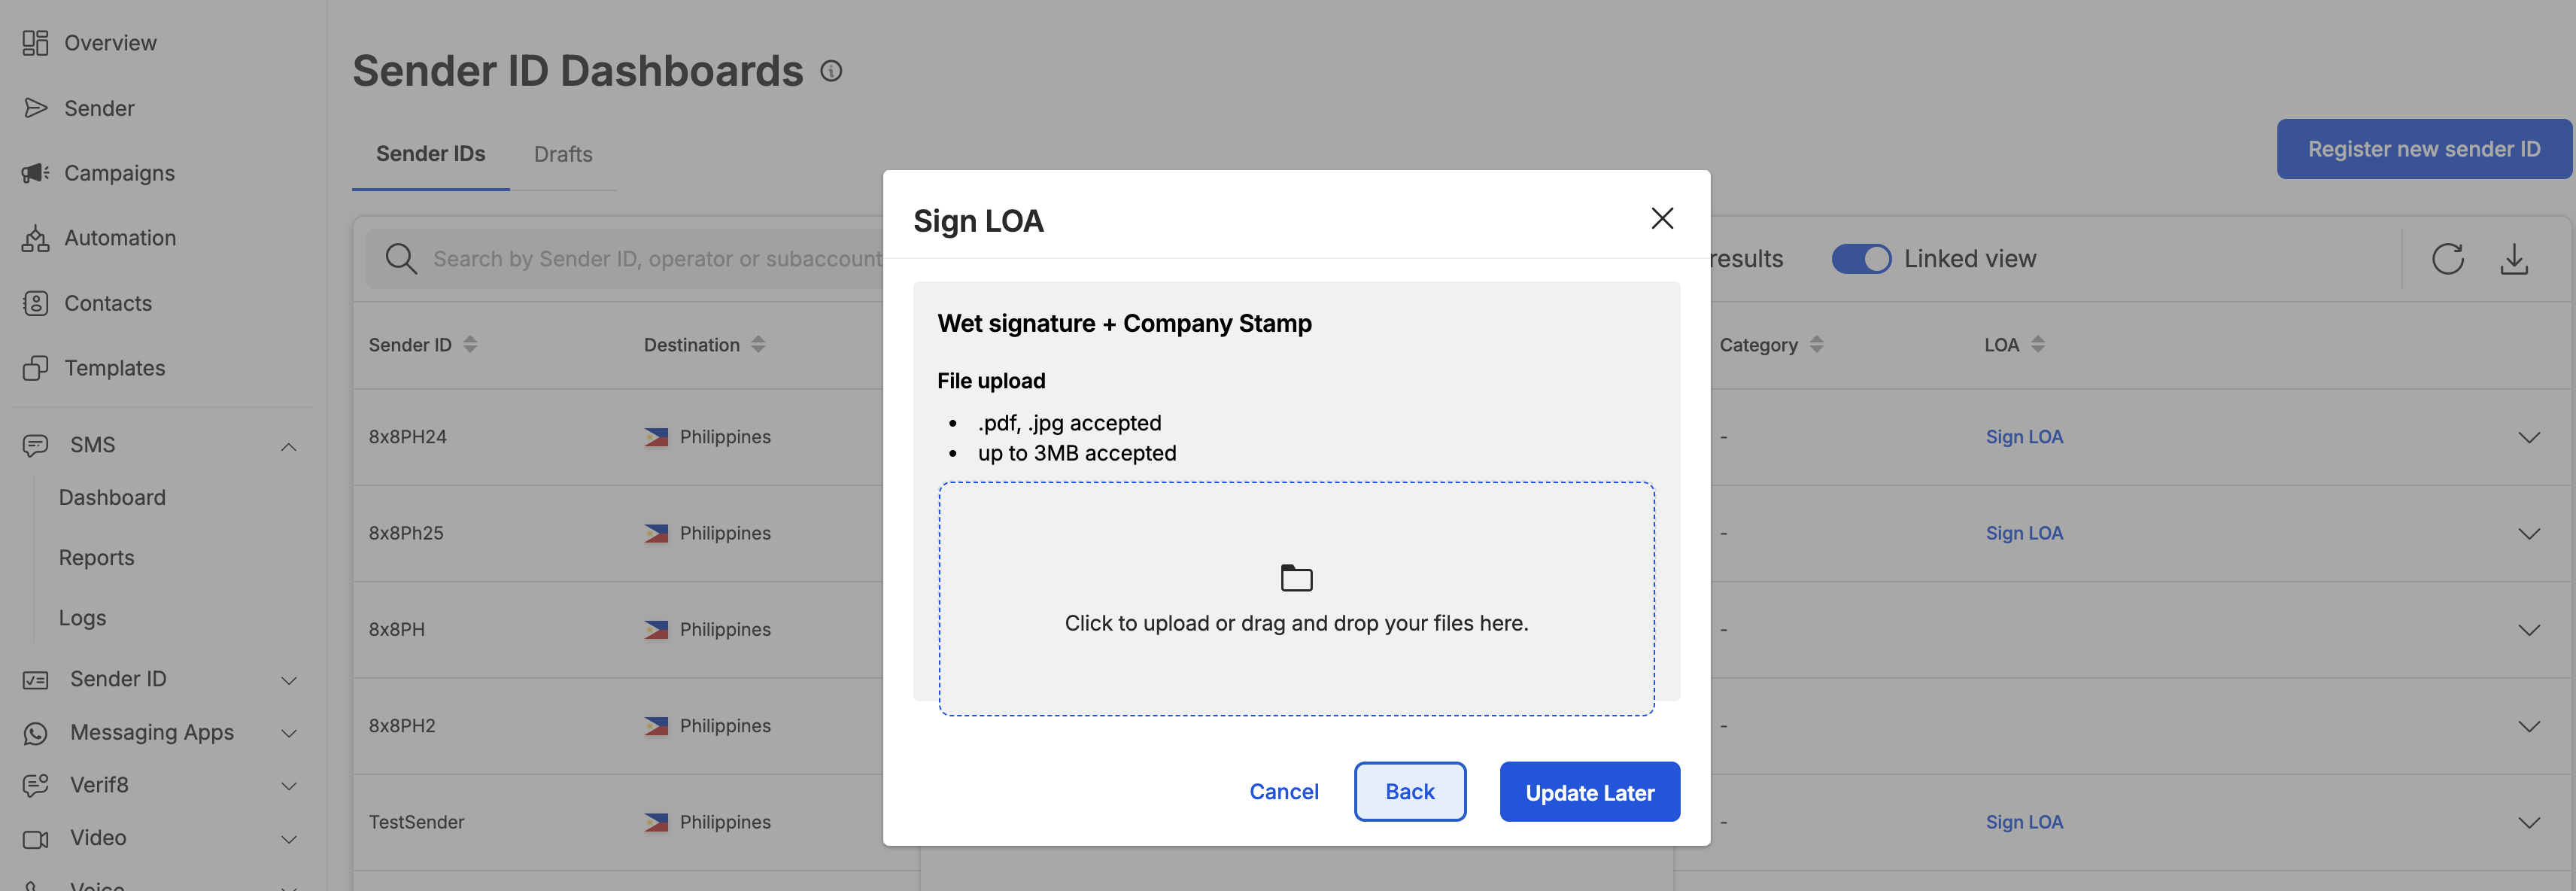 Overview
Sender
Campaigns
Automation
Contacts
Templates
SMS
Dashboard
Reports
Logs
Sender ID
Messaging Apps
Verif8
Video
Voice
Sender ID Dashboards
Sender IDs
Drafts
Register new sender ID
Search by Sender ID, operator or subaccount
results
Linked view
Sender ID
Destination
Category
LOA
8x8PH24
Philippines
-
Sign LOA
8x8Ph25
Philippines
-
Sign LOA
8x8PH
Philippines
-
8x8PH2
Philippines
-
TestSender
Philippines
-
Sign LOA
Sign LOA
Wet signature + Company Stamp
File upload
• .pdf, .jpg accepted
• up to 3MB accepted
Click to upload or drag and drop your files here.
Cancel
Back
Update Later